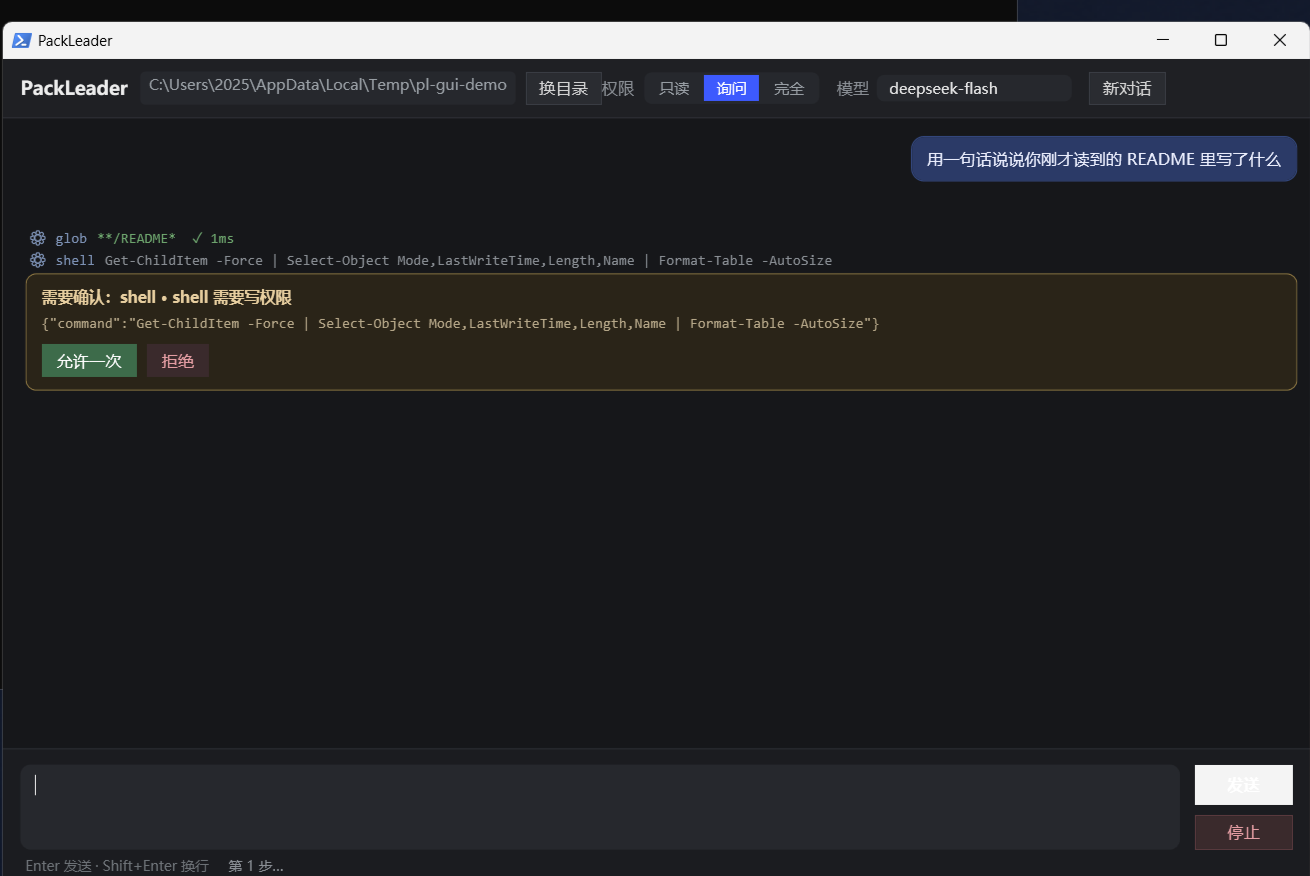 PackLeader
PackLeader C:\Users\2025\AppData\Local\Temp\pl-gui-demo 换目录 权限 只读 询问 完全 模型 deepseek-flash 新对话
用一句话说说你刚才读到的 README 里写了什么
glob **/README* ✓ 1ms
shell Get-ChildItem -Force | Select-Object Mode,LastWriteTime,Length,Name | Format-Table -AutoSize
需要确认：shell • shell 需要写权限
{"command":"Get-ChildItem -Force | Select-Object Mode,LastWriteTime,Length,Name | Format-Table -AutoSize"}
允许一次 拒绝
发送
停止
Enter 发送 · Shift+Enter 换行 第 1 步...